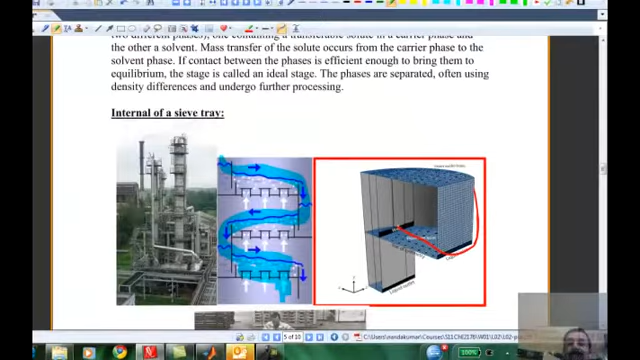 the other a solvent. Mass transfer of the solute occurs from the carrier phase to the
solvent phase. If contact between the phases is efficient enough to bring them to
equilibrium, the stage is called an ideal stage. The phases are separated, often using
density differences and undergo further processing.
Internal of a sieve tray:
5 of 10
100%